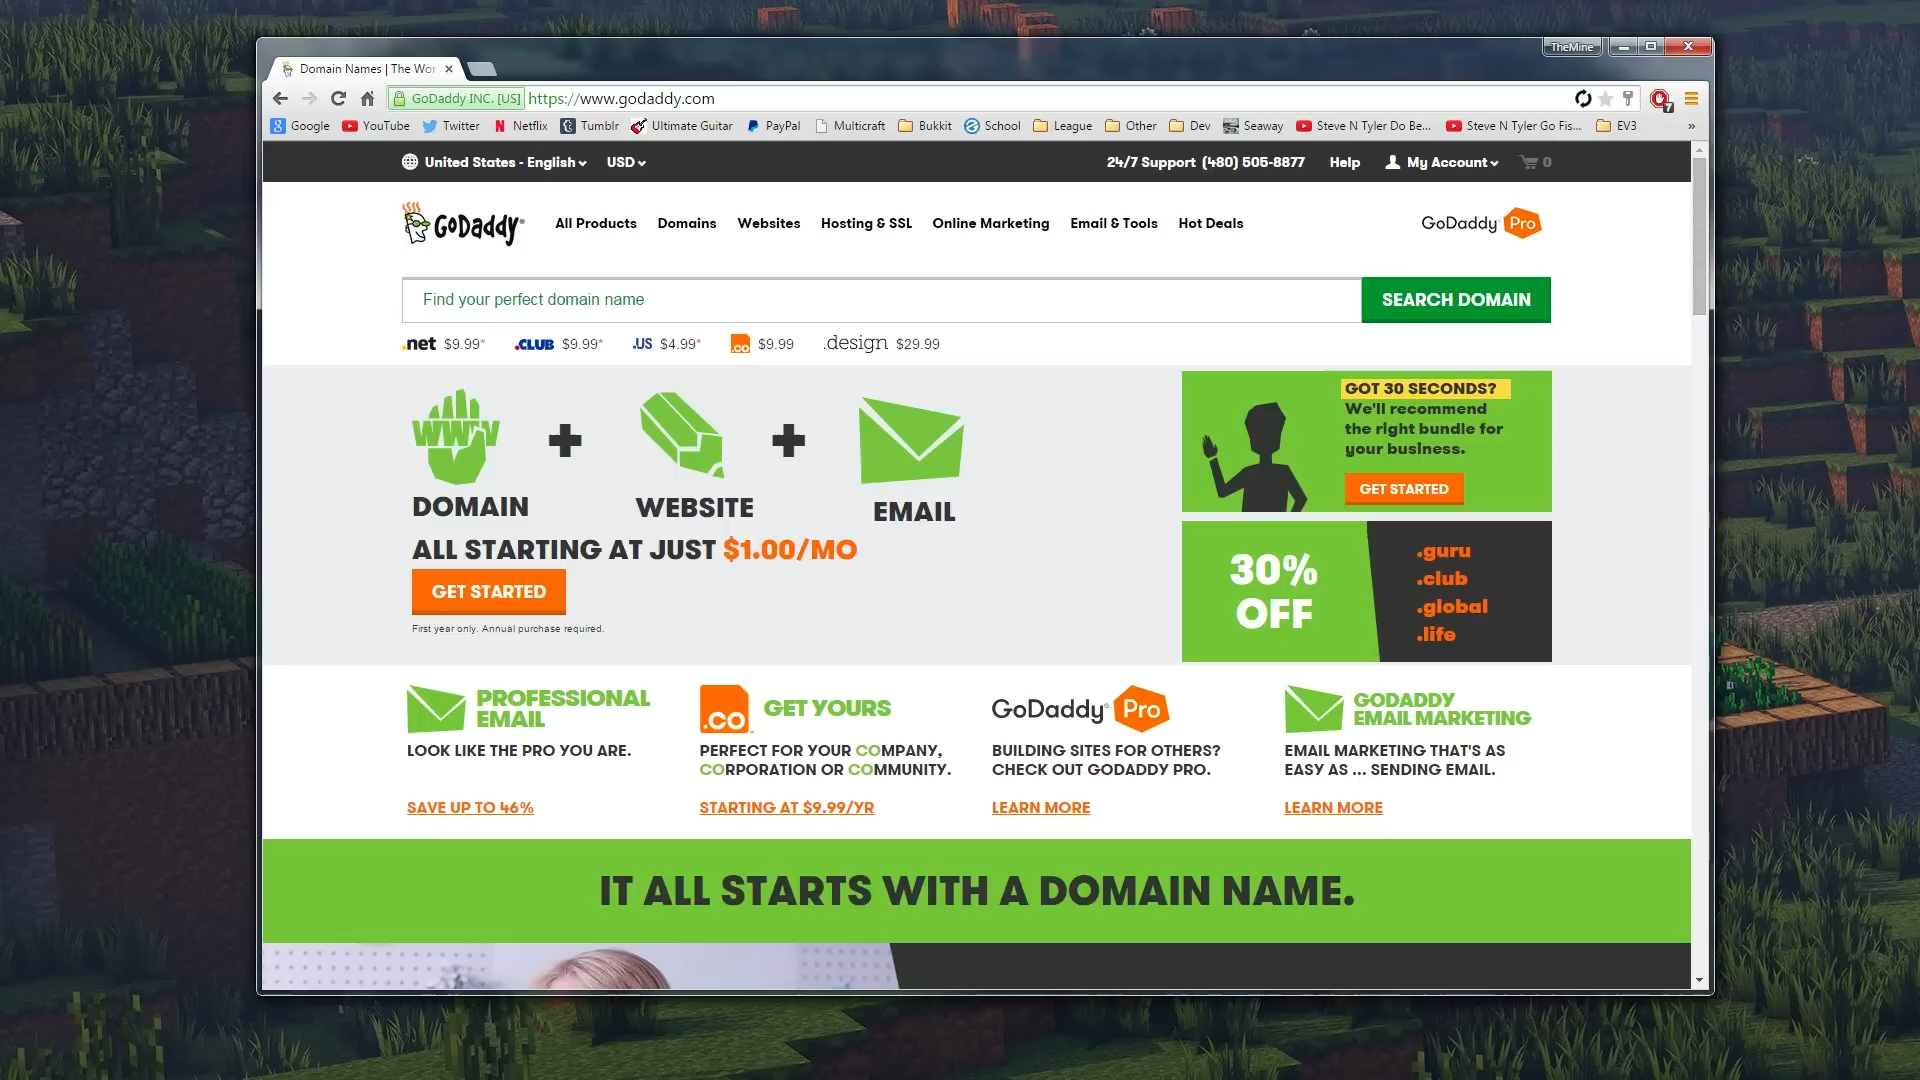 TheMine
Domain Names | The Wor
GoDaddy INC. [US] https://www.godaddy.com
7
Google YouTube Twitter Netflix Tumblr Ultimate Guitar PayPal Multicraft Bukkit School League Other Dev Seaway Steve N Tyler Do Be... Steve N Tyler Go Fis... EV3 »
United States - English USD 24/7 Support (480) 505-8877 Help My Account 0
GoDaddy All Products Domains Websites Hosting & SSL Online Marketing Email & Tools Hot Deals GoDaddy Pro
Find your perfect domain name SEARCH DOMAIN
.net $9.99* .CLUB $9.99* .US $4.99* .co $9.99 .design $29.99
WWW
DOMAIN + WEBSITE + EMAIL
ALL STARTING AT JUST $1.00/MO
GET STARTED
First year only. Annual purchase required.
GOT 30 SECONDS?
We'll recommend
the right bundle for
your business.
GET STARTED
30%
OFF
.guru
.club
.global
.life
PROFESSIONAL
EMAIL
LOOK LIKE THE PRO YOU ARE.
SAVE UP TO 46%
.co GET YOURS
PERFECT FOR YOUR COMPANY,
CORPORATION OR COMMUNITY.
STARTING AT $9.99/YR
GoDaddy Pro
BUILDING SITES FOR OTHERS?
CHECK OUT GODADDY PRO.
LEARN MORE
GODADDY
EMAIL MARKETING
EMAIL MARKETING THAT'S AS
EASY AS ... SENDING EMAIL.
LEARN MORE
IT ALL STARTS WITH A DOMAIN NAME.